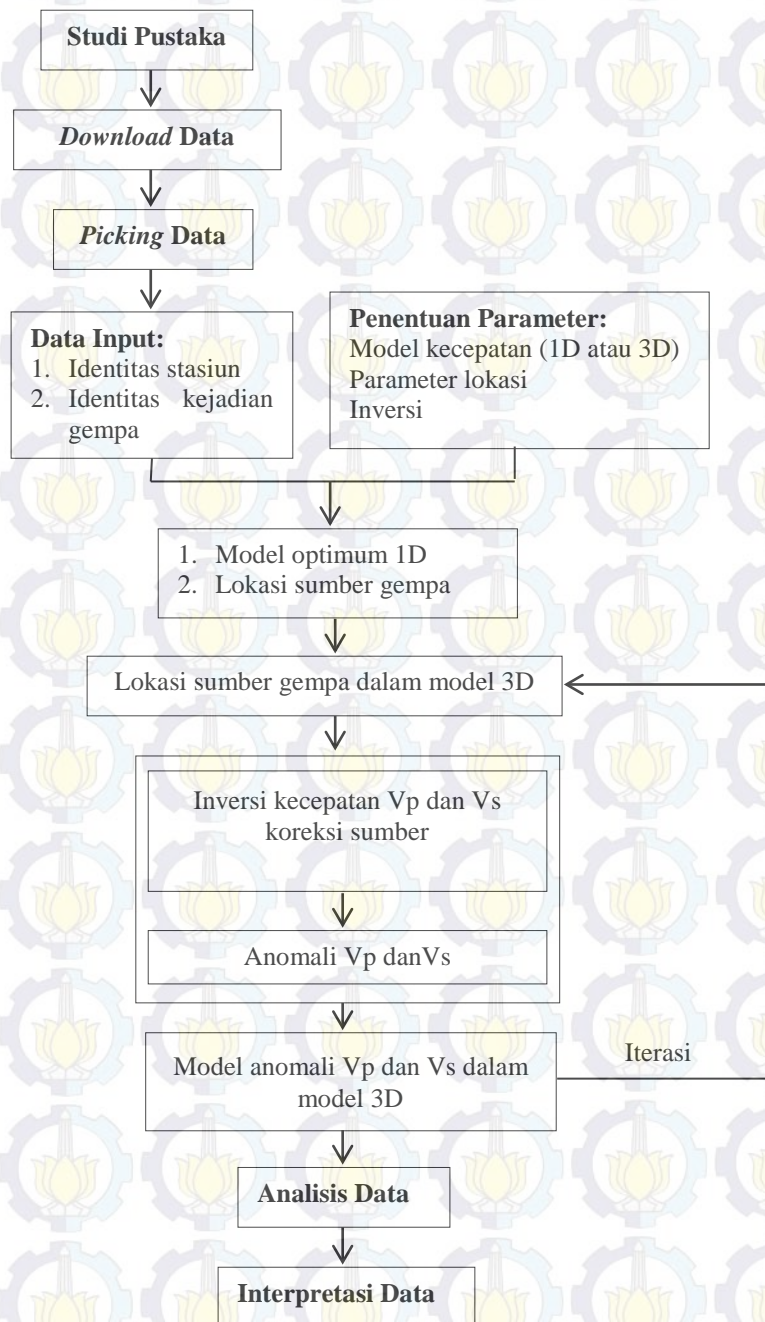 Studi Pustaka
Download Data
Picking Data
Data Input:
1. Identitas stasiun
2. Identitas kejadian
gempa
Penentuan Parameter:
Model kecepatan (1D atau 3D)
Parameter lokasi
Inversi
1. Model optimum 1D
2. Lokasi sumber gempa
Lokasi sumber gempa dalam model 3D
Inversi kecepatan Vp dan Vs
koreksi sumber
Anomali Vp danVs
Model anomali Vp dan Vs dalam
model 3D
Iterasi
Analisis Data
Interpretasi Data